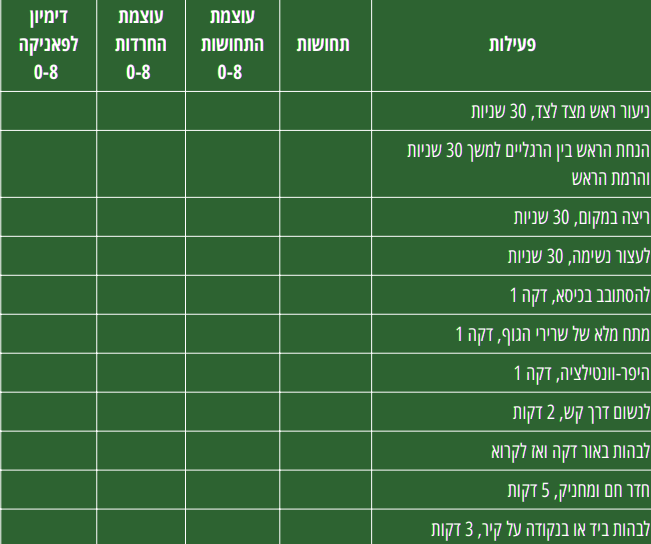 פעילות
תחושות
עוצמת
התחושות
0-8
עוצמת
החרדות
0-8
דימיון
לפאניקה
0-8
ניעור ראש מצד לצד, 30 שניות
הנחת הראש בין הרגליים למשך 30 שניות
והרמת הראש
ריצה במקום, 30 שניות
לעצור נשימה, 30 שניות
להסתובב בכיסא, דקה 1
מתח מלא של שרירי הגוף, דקה 1
היפר-וונטילציה, דקה 1
לנשום דרך קש, 2 דקות
לבהות באור דקה ואז לקרוא
חדר חם ומחניק, 5 דקות
לבהות ביד או בנקודה על קיר, 3 דקות